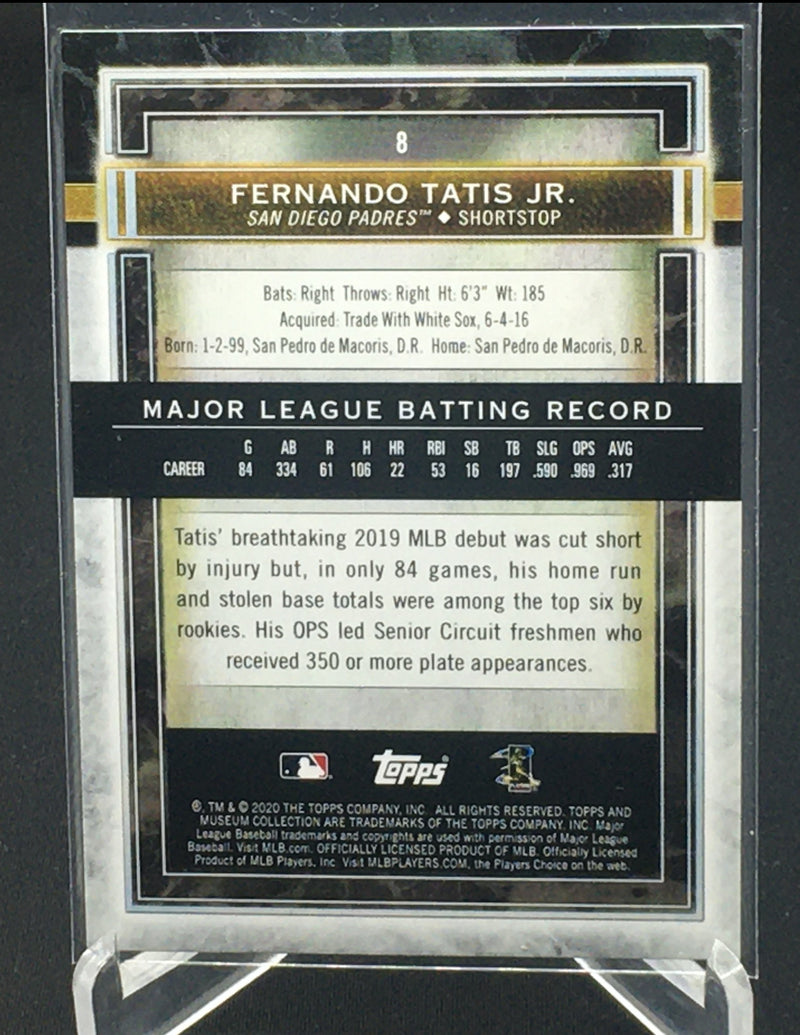 8
FERNANDO TATIS JR.
SAN DIEGO PADRES™ ◆ SHORTSTOP
Bats: Right Throws: Right Ht: 6'3" Wt: 185
Acquired: Trade With White Sox, 6-4-16
Born: 1-2-99, San Pedro de Macoris, D.R. Home: San Pedro de Macoris, D.R.
MAJOR LEAGUE BATTING RECORD
G AB R H HR RBI SB TB SLG OPS AVG
CAREER 84 334 61 106 22 53 16 197 .590 .969 .317
Tatis' breathtaking 2019 MLB debut was cut short
by injury but, in only 84 games, his home run
and stolen base totals were among the top six by
rookies. His OPS led Senior Circuit freshmen who
received 350 or more plate appearances.
Topps®
®, TM & © 2020 THE TOPPS COMPANY, INC. ALL RIGHTS RESERVED. TOPPS AND
MUSEUM COLLECTION ARE TRADEMARKS OF THE TOPPS COMPANY, INC. Major
League Baseball trademarks and copyrights are used with permission of Major League
Baseball. Visit MLB.com. OFFICIALLY LICENSED PRODUCT OF MLB. Officially Licensed
Product of MLB Players, Inc. Visit MLBPLAYERS.COM, the Players Choice on the web.